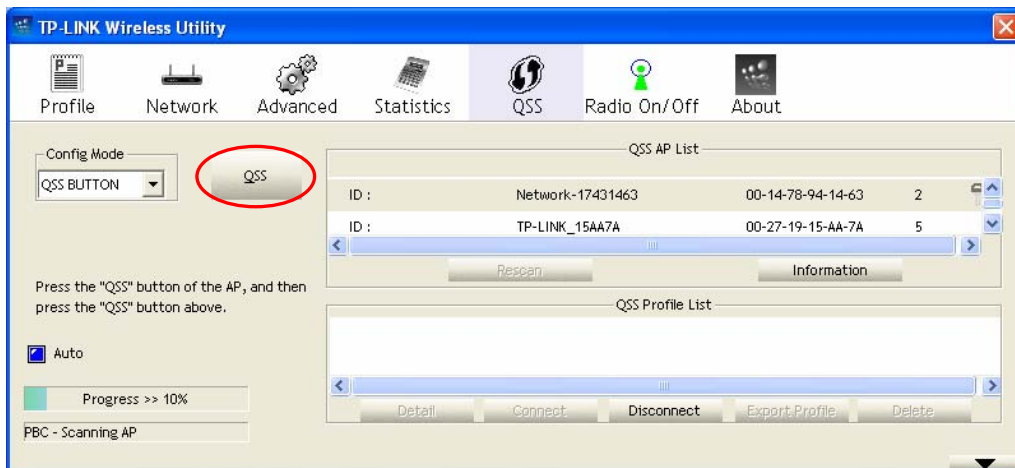 TP-LINK Wireless Utility
Profile Network Advanced Statistics QSS Radio On/Off About
Config Mode
QSS BUTTON
QSS
QSS AP List
ID : Network-17431463 00-14-78-94-14-63 2
ID : TP-LINK_15AA7A 00-27-19-15-AA-7A 5
Rescan Information
Press the "QSS" button of the AP, and then
press the "QSS" button above.
Auto
Progress >> 10%
PBC - Scanning AP
QSS Profile List
Detail Connect Disconnect Export Profile Delete